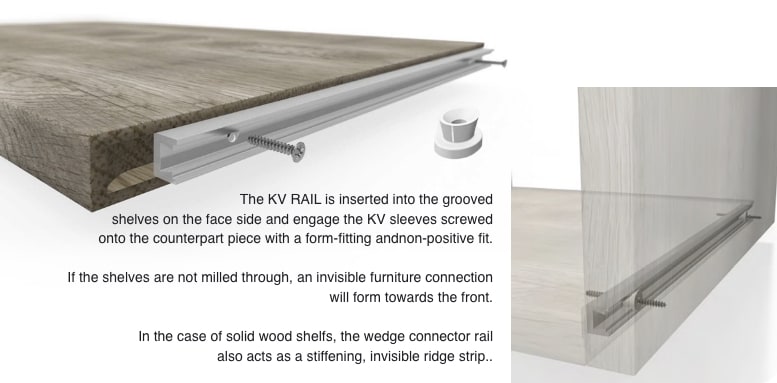 The KV RAIL is inserted into the grooved
shelves on the face side and engage the KV sleeves screwed
onto the counterpart piece with a form-fitting andnon-positive fit.
If the shelves are not milled through, an invisible furniture connection
will form towards the front.
In the case of solid wood shelfs, the wedge connector rail
also acts as a stiffening, invisible ridge strip..